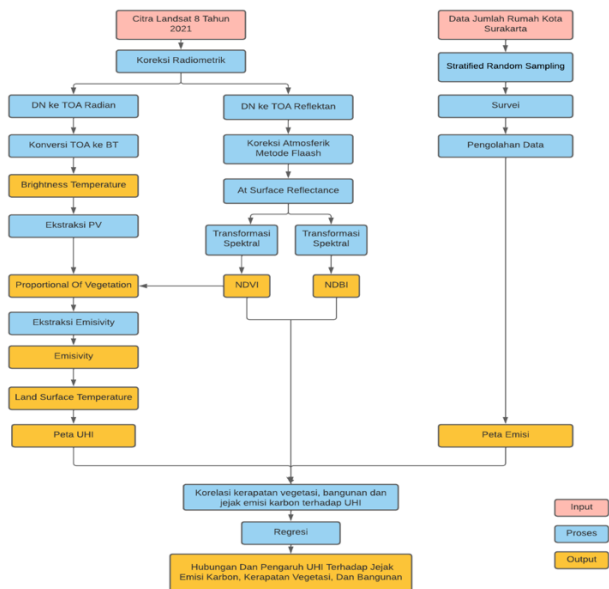 Citra Landsat 8 Tahun
2021
Data Jumlah Rumah Kota
Surakarta
Koreksi Radiometrik
Stratified Random Sampling
DN ke TOA Radian
DN ke TOA Reflektan
Survei
Konversi TOA ke BT
Koreksi Atmosferik
Metode Flaash
Pengolahan Data
Brightness Temperature
At Surface Reflectance
Ekstraksi PV
Transformasi
Spektral
Transformasi
Spektral
Proportional Of Vegetation
NDVI
NDBI
Ekstraksi Emisivity
Emisivity
Land Surface Temperature
Peta UHI
Peta Emisi
Korelasi kerapatan vegetasi, bangunan dan
jejak emisi karbon terhadap UHI
Regresi
Hubungan Dan Pengaruh UHI Terhadap Jejak
Emisi Karbon, Kerapatan Vegetasi, Dan Bangunan
Input
Proses
Output